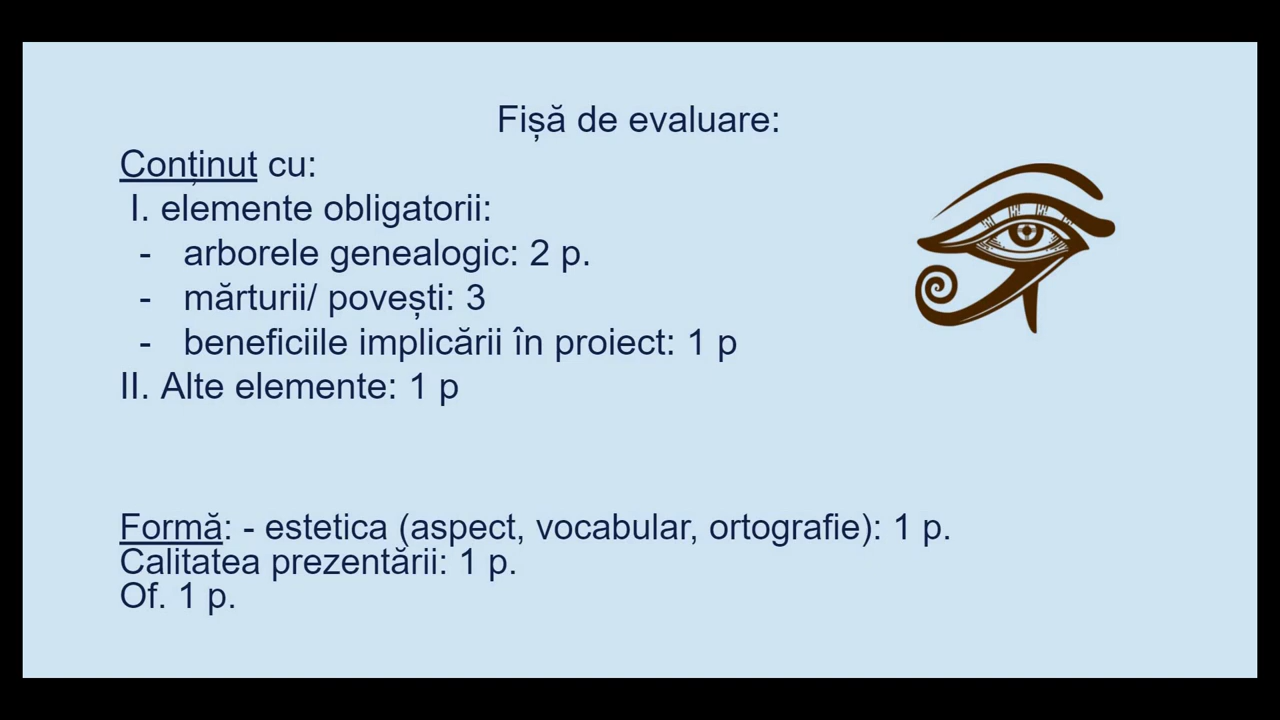 Fișă de evaluare:
Conținut cu:
I. elemente obligatorii:
- arborele genealogic: 2 p.
- mărturii/ povești: 3
- beneficiile implicării în proiect: 1 p
II. Alte elemente: 1 p
Formă: - estetica (aspect, vocabular, ortografie): 1 p.
Calitatea prezentării: 1 p.
Of. 1 p.